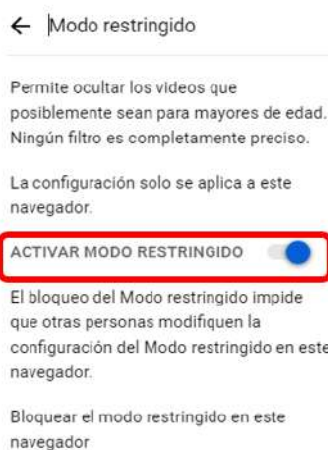 Modo restringido
Permite ocultar los videos que
posiblemente sean para mayores de edad.
Ningún filtro es completamente preciso.
La configuración solo se aplica a este
navegador.
ACTIVAR MODO RESTRINGIDO
El bloqueo del Modo restringido impide
que otras personas modifiquen la
configuración del Modo restringido en este
navegador.
Bloquear el modo restringido en este
navegador